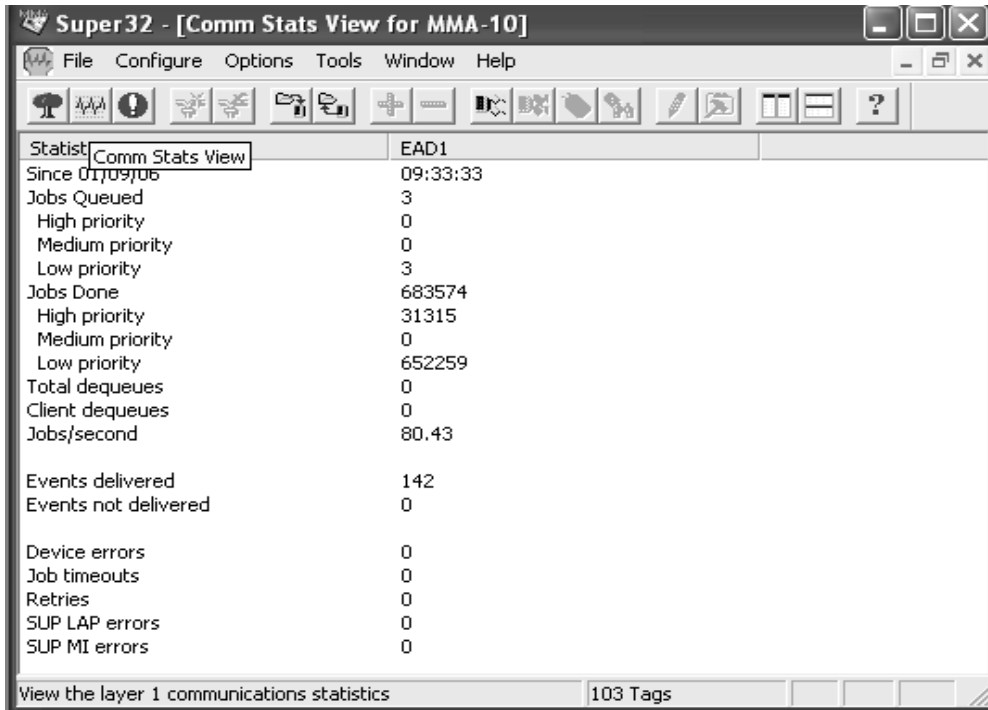 Super32 - [Comm Stats View for MMA-10]
File Configure Options Tools Window Help
Statist EAD1
Comm Stats View
Since 01/09/06 09:33:33
Jobs Queued 3
High priority 0
Medium priority 0
Low priority 3
Jobs Done 683574
High priority 31315
Medium priority 0
Low priority 652259
Total dequeues 0
Client dequeues 0
Jobs/second 80.43
Events delivered 142
Events not delivered 0
Device errors 0
Job timeouts 0
Retries 0
SUP LAP errors 0
SUP MI errors 0
View the layer 1 communications statistics 103 Tags